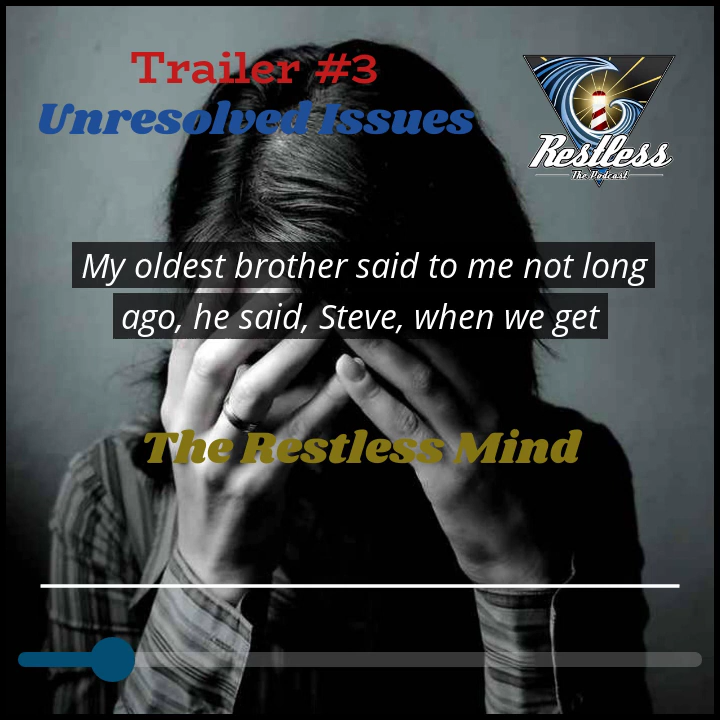 Trailer #3
Unresolved Issues
Restless
The Podcast
My oldest brother said to me not long
ago, he said, Steve, when we get
The Restless Mind